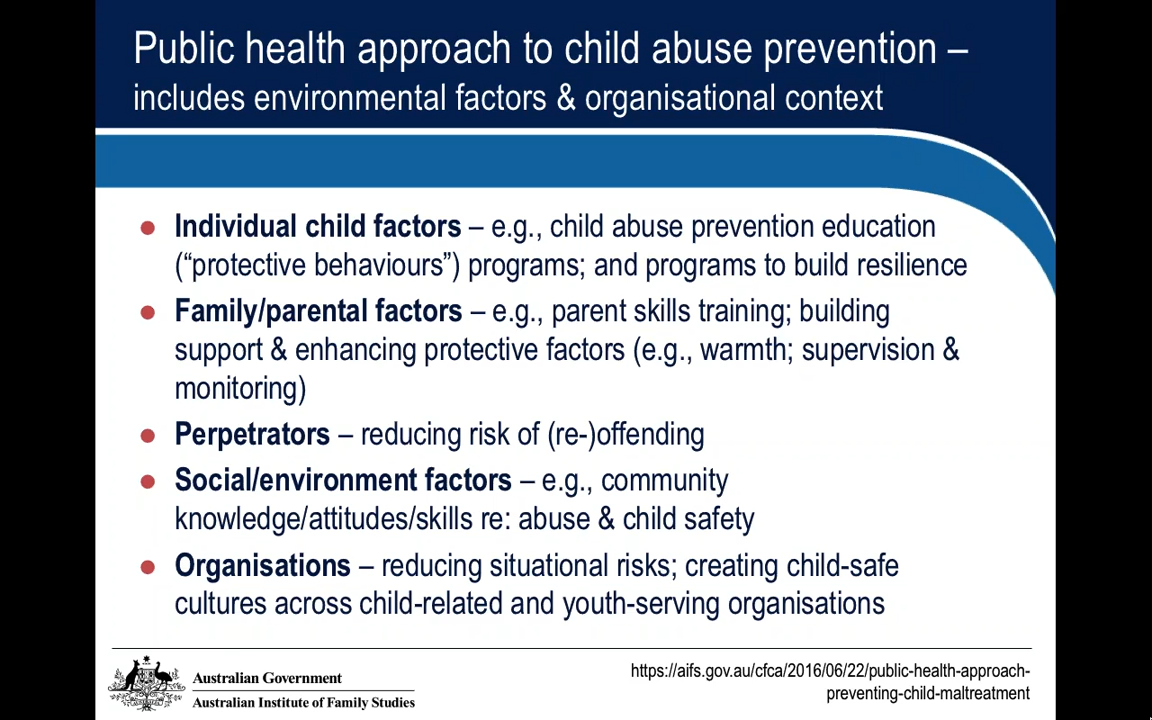 Public health approach to child abuse prevention –
includes environmental factors & organisational context
● Individual child factors – e.g., child abuse prevention education
(“protective behaviours”) programs; and programs to build resilience
● Family/parental factors – e.g., parent skills training; building
support & enhancing protective factors (e.g., warmth; supervision &
monitoring)
● Perpetrators – reducing risk of (re-)offending
● Social/environment factors – e.g., community
knowledge/attitudes/skills re: abuse & child safety
● Organisations – reducing situational risks; creating child-safe
cultures across child-related and youth-serving organisations
Australian Government
Australian Institute of Family Studies
https://aifs.gov.au/cfca/2016/06/22/public-health-approach-
preventing-child-maltreatment